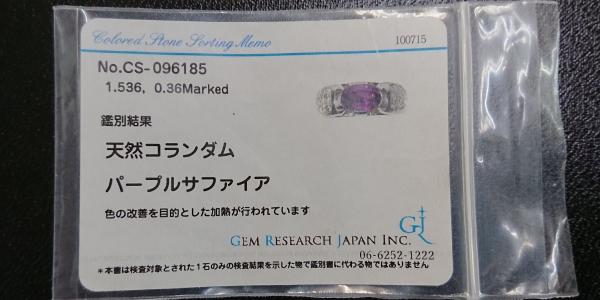 Colored Stone Sorting Memo
100715
No.CS-096185
1.536, 0.36Marked
鑑別結果
天然コランダム
パープルサファイア
色の改善を目的とした加熱が行われています
GEM RESEARCH JAPAN INC.
06-6252-1222
*本書は検査対象とされた1石のみの検査結果を示した物で鑑別書に代わる物ではありません